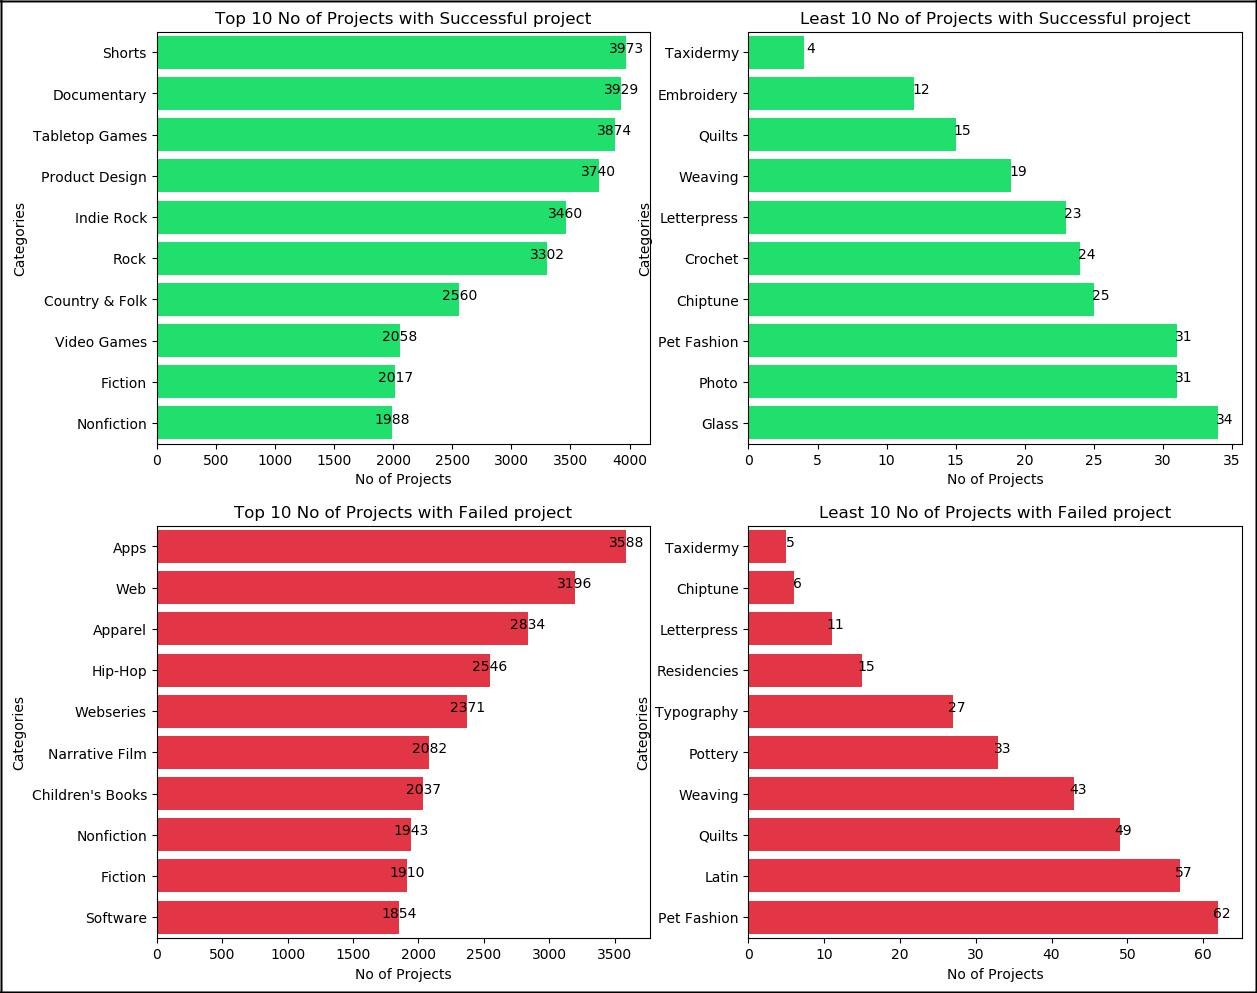 Top 10 No of Projects with Successful project
Shorts 3973
Documentary 3929
Tabletop Games 3874
Product Design 3740
Indie Rock 3460
Rock 3302
Country & Folk 2560
Video Games 2058
Fiction 2017
Nonfiction 1988
Categories
0 500 1000 1500 2000 2500 3000 3500 4000
No of Projects
Least 10 No of Projects with Successful project
Taxidermy 4
Embroidery 12
Quilts 15
Weaving 19
Letterpress 23
Crochet 24
Chiptune 25
Pet Fashion 31
Photo 31
Glass 34
Categories
0 5 10 15 20 25 30 35
No of Projects
Top 10 No of Projects with Failed project
Apps 3588
Web 3196
Apparel 2834
Hip-Hop 2546
Webseries 2371
Narrative Film 2082
Children's Books 2037
Nonfiction 1943
Fiction 1910
Software 1854
Categories
0 500 1000 1500 2000 2500 3000 3500
No of Projects
Least 10 No of Projects with Failed project
Taxidermy 5
Chiptune 6
Letterpress 11
Residencies 15
Typography 27
Pottery 33
Weaving 43
Quilts 49
Latin 57
Pet Fashion 62
Categories
0 10 20 30 40 50 60
No of Projects